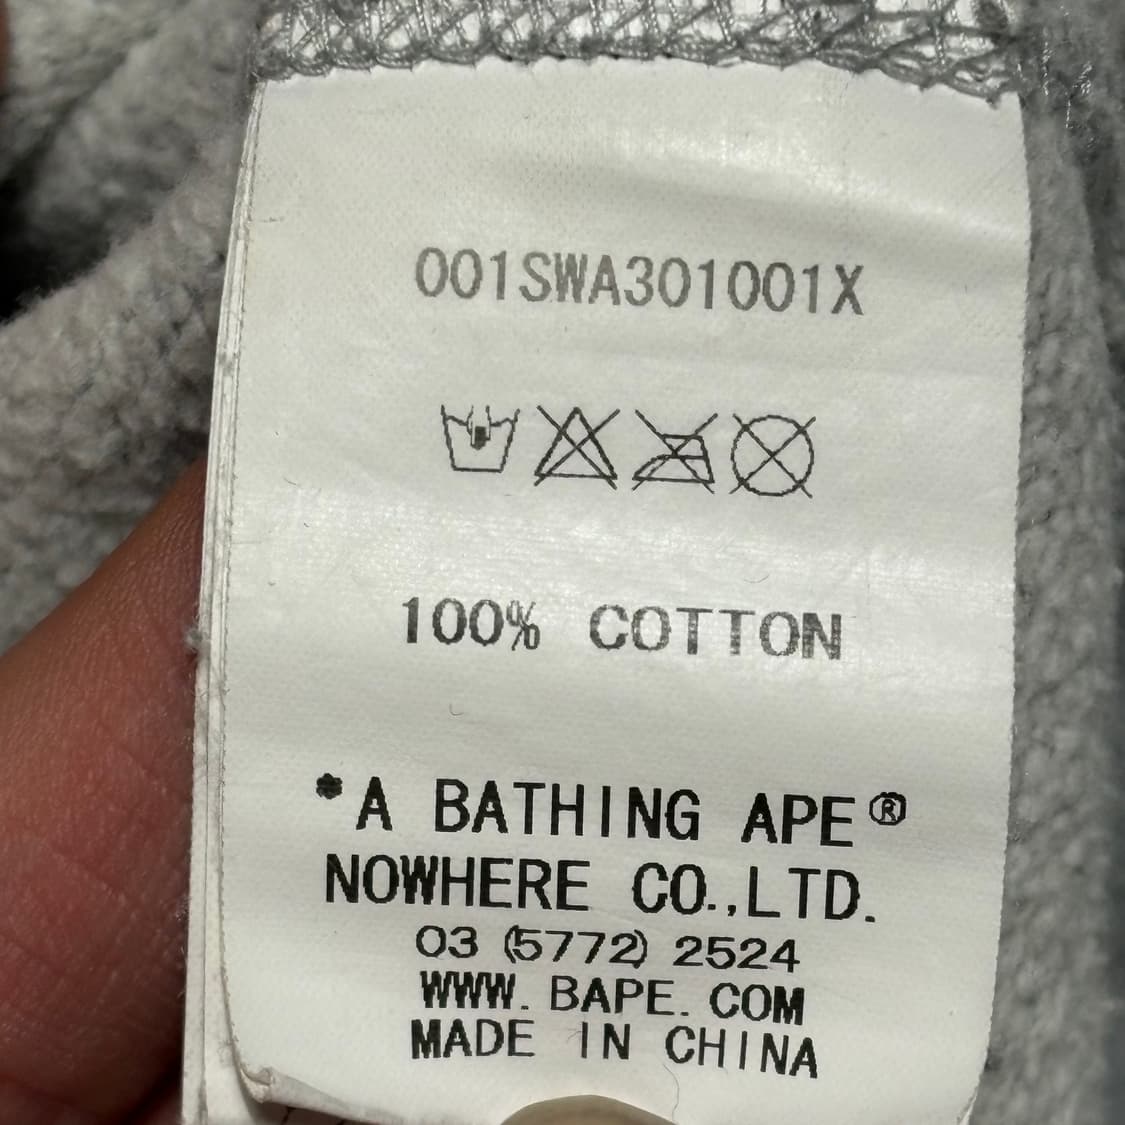 001SWA301001X
100% COTTON
*A BATHING APE®
NOWHERE CO.,LTD.
03 (5772) 2524
WWW. BAPE. COM
MADE IN CHINA